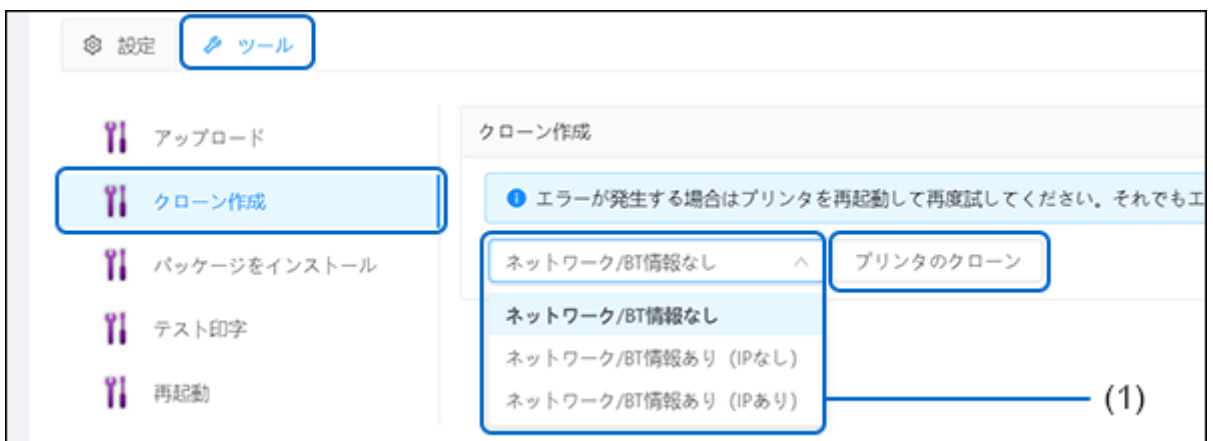 設定 ツール
アップロード
クローン作成
パッケージをインストール
テスト印字
再起動
クローン作成
エラーが発生する場合はプリンタを再起動して再度試してください。それでもエ
ネットワーク/BT情報なし プリンタのクローン
ネットワーク/BT情報なし
ネットワーク/BT情報あり（IPなし）
ネットワーク/BT情報あり（IPあり）
(1)